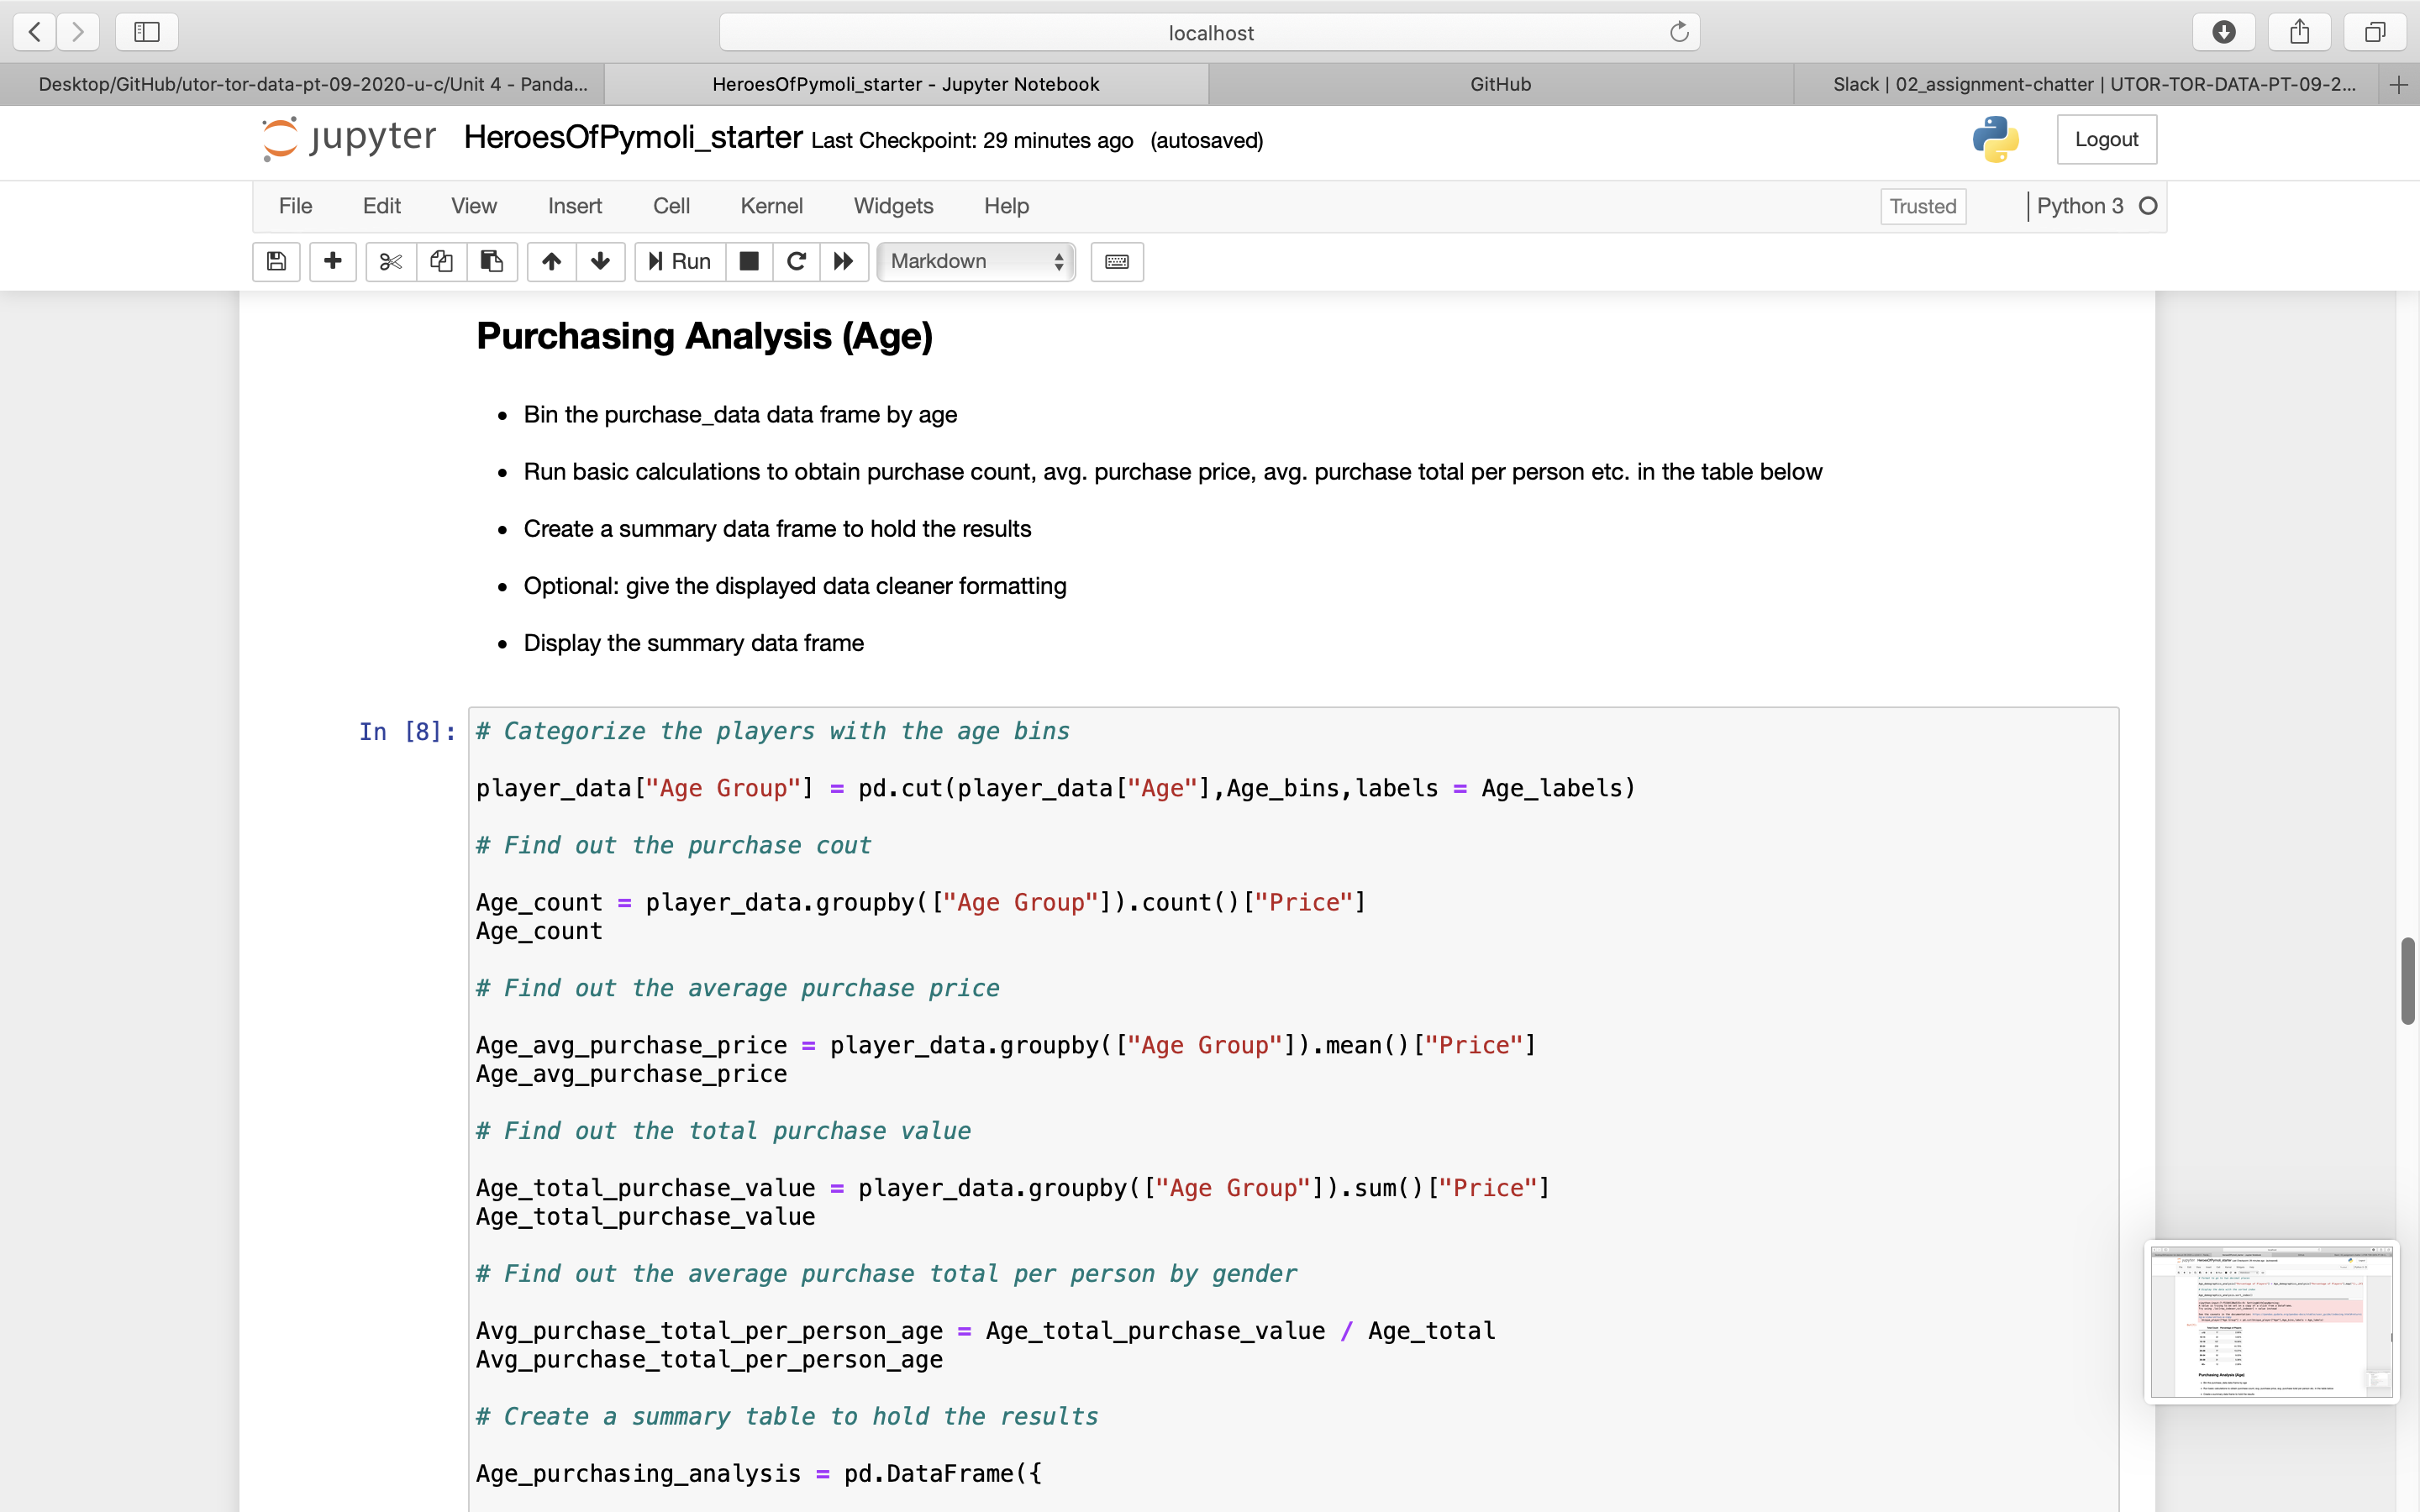 localhost
Desktop/GitHub/utor-tor-data-pt-09-2020-u-c/Unit 4 - Panda...
HeroesOfPymoli_starter - Jupyter Notebook
GitHub
Slack | 02_assignment-chatter | UTOR-TOR-DATA-PT-09-2...
jupyter HeroesOfPymoli_starter Last Checkpoint: 29 minutes ago (autosaved)
Logout
File Edit View Insert Cell Kernel Widgets Help
Trusted
Python 3
Run
Markdown
Purchasing Analysis (Age)
Bin the purchase_data data frame by age
Run basic calculations to obtain purchase count, avg. purchase price, avg. purchase total per person etc. in the table below
Create a summary data frame to hold the results
Optional: give the displayed data cleaner formatting
Display the summary data frame
In [8]:
# Categorize the players with the age bins
player_data["Age Group"] = pd.cut(player_data["Age"],Age_bins,labels = Age_labels)
# Find out the purchase cout
Age_count = player_data.groupby(["Age Group"]).count()["Price"]
Age_count
# Find out the average purchase price
Age_avg_purchase_price = player_data.groupby(["Age Group"]).mean()["Price"]
Age_avg_purchase_price
# Find out the total purchase value
Age_total_purchase_value = player_data.groupby(["Age Group"]).sum()["Price"]
Age_total_purchase_value
# Find out the average purchase total per person by gender
Avg_purchase_total_per_person_age = Age_total_purchase_value / Age_total
Avg_purchase_total_per_person_age
# Create a summary table to hold the results
Age_purchasing_analysis = pd.DataFrame({
Purchasing Analysis (Age)